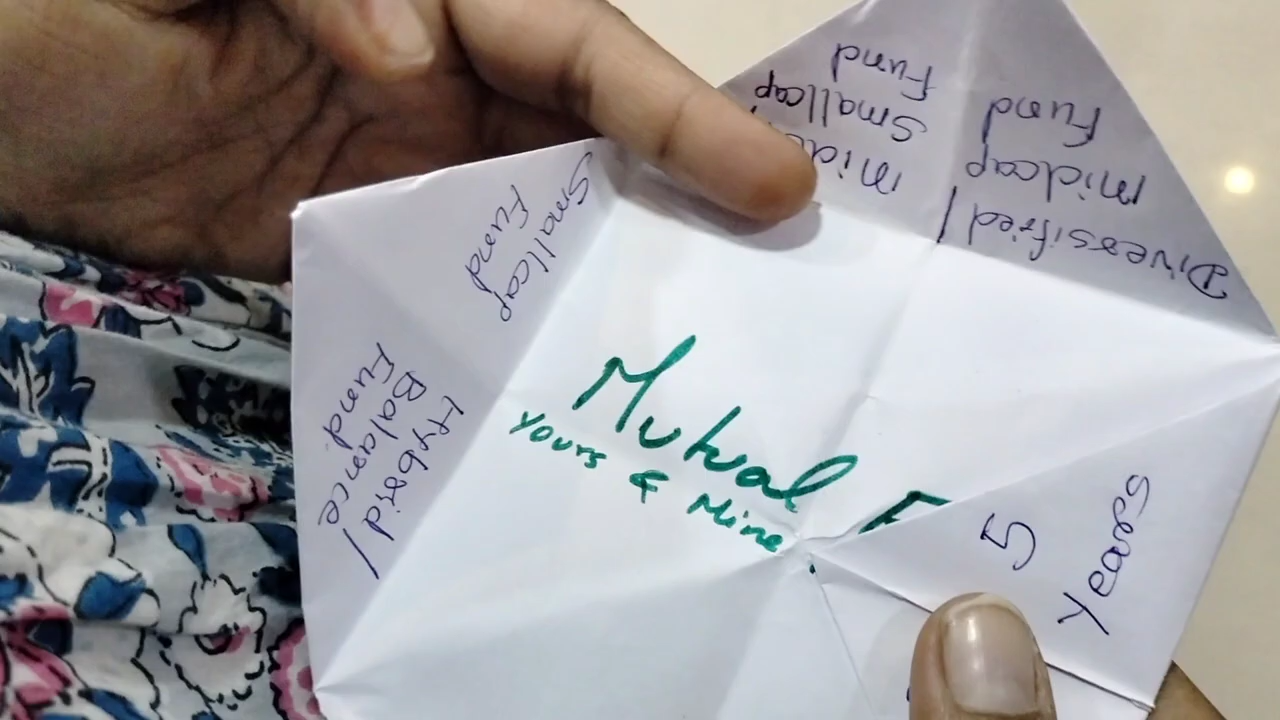 Mutual F
Yours & Mine
5
Years
Smallcap
Fund
Hybrid/
Balance/
Fund
Diversified/
midcap
Fund
Smallcap
Fund